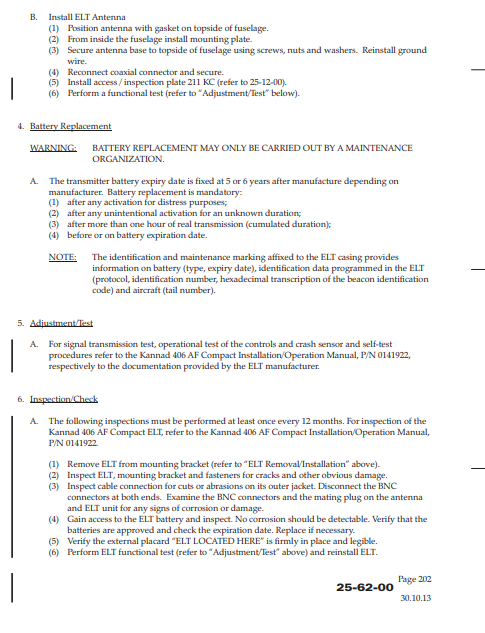 B. Install ELT Antenna
(1) Position antenna with gasket on topside of fuselage.
(2) From inside the fuselage install mounting plate.
(3) Secure antenna base to topside of fuselage using screws, nuts and washers. Reinstall ground
wire.
(4) Reconnect coaxial connector and secure.
(5) Install access / inspection plate 211 KC (refer to 25-12-00).
(6) Perform a functional test (refer to "Adjustment/Test" below).
4. Battery Replacement
WARNING: BATTERY REPLACEMENT MAY ONLY BE CARRIED OUT BY A MAINTENANCE
ORGANIZATION.
A. The transmitter battery expiry date is fixed at 5 or 6 years after manufacture depending on
manufacturer. Battery replacement is mandatory:
(1) after any activation for distress purposes;
(2) after any unintentional activation for an unknown duration;
(3) after more than one hour of real transmission (cumulated duration);
(4) before or on battery expiration date.
NOTE: The identification and maintenance marking affixed to the ELT casing provides
information on battery (type, expiry date), identification data programmed in the ELT
(protocol, identification number, hexadecimal transcription of the beacon identification
code) and aircraft (tail number).
5. Adjustment/Test
A. For signal transmission test, operational test of the controls and crash sensor and self-test
procedures refer to the Kannad 406 AF Compact Installation/Operation Manual, P/N 0141922,
respectively to the documentation provided by the ELT manufacturer.
6. Inspection/Check
A. The following inspections must be performed at least once every 12 months. For inspection of the
Kannad 406 AF Compact ELT, refer to the Kannad 406 AF Compact Installation/Operation Manual,
P/N 0141922.
(1) Remove ELT from mounting bracket (refer to "ELT Removal/Installation" above).
(2) Inspect ELT, mounting bracket and fasteners for cracks and other obvious damage.
(3) Inspect cable connection for cuts or abrasions on its outer jacket. Disconnect the BNC
connectors at both ends. Examine the BNC connectors and the mating plug on the antenna
and ELT unit for any signs of corrosion or damage.
(4) Gain access to the ELT battery and inspect. No corrosion should be detectable. Verify that the
batteries are approved and check the expiration date. Replace if necessary.
(5) Verify the external placard "ELT LOCATED HERE" is firmly in place and legible.
(6) Perform ELT functional test (refer to "Adjustment/Test" above) and reinstall ELT.
Page 202
25-62-00
30.10.13